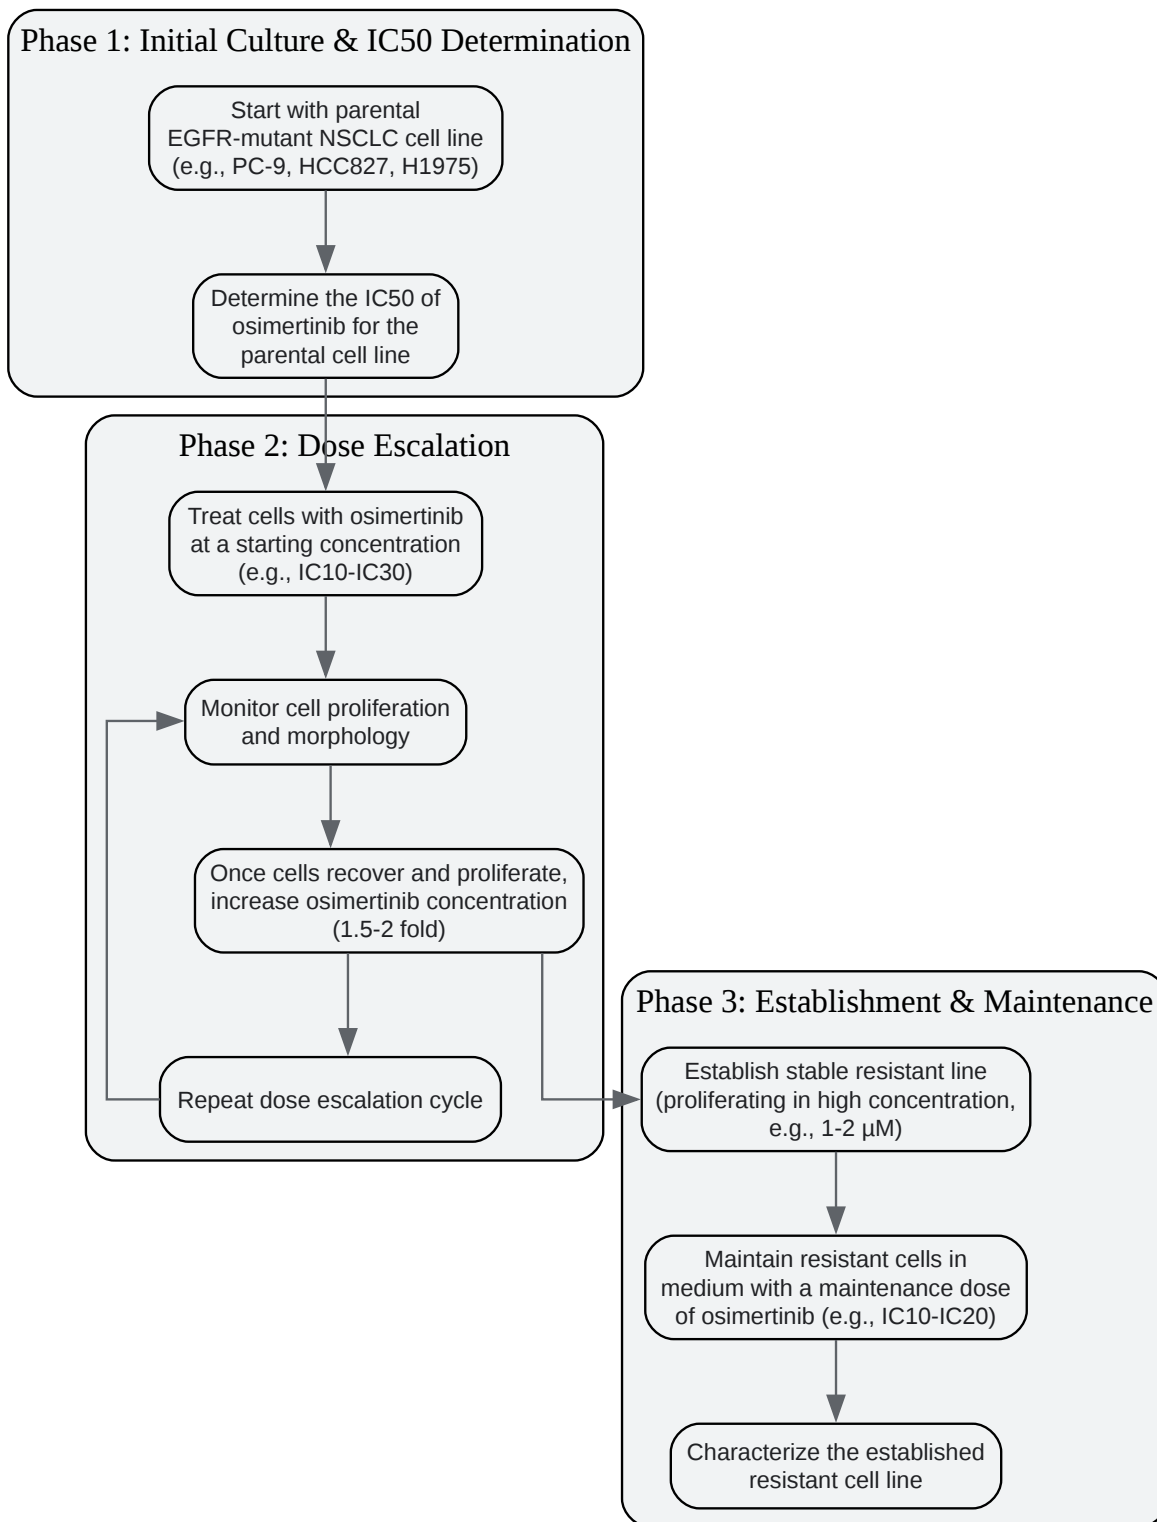 Phase 1: Initial Culture & IC50 Determination
Start with parental
EGFR-mutant NSCLC cell line
(e.g., PC-9, HCC827, H1975)
Determine the IC50 of
osimertinib for the
parental cell line
Phase 2: Dose Escalation
Treat cells with osimertinib
at a starting concentration
(e.g., IC10-IC30)
Monitor cell proliferation
and morphology
Once cells recover and proliferate,
increase osimertinib concentration
(1.5-2 fold)
Repeat dose escalation cycle
Phase 3: Establishment & Maintenance
Establish stable resistant line
(proliferating in high concentration,
e.g., 1-2 µM)
Maintain resistant cells in
medium with a maintenance dose
of osimertinib (e.g., IC10-IC20)
Characterize the established
resistant cell line